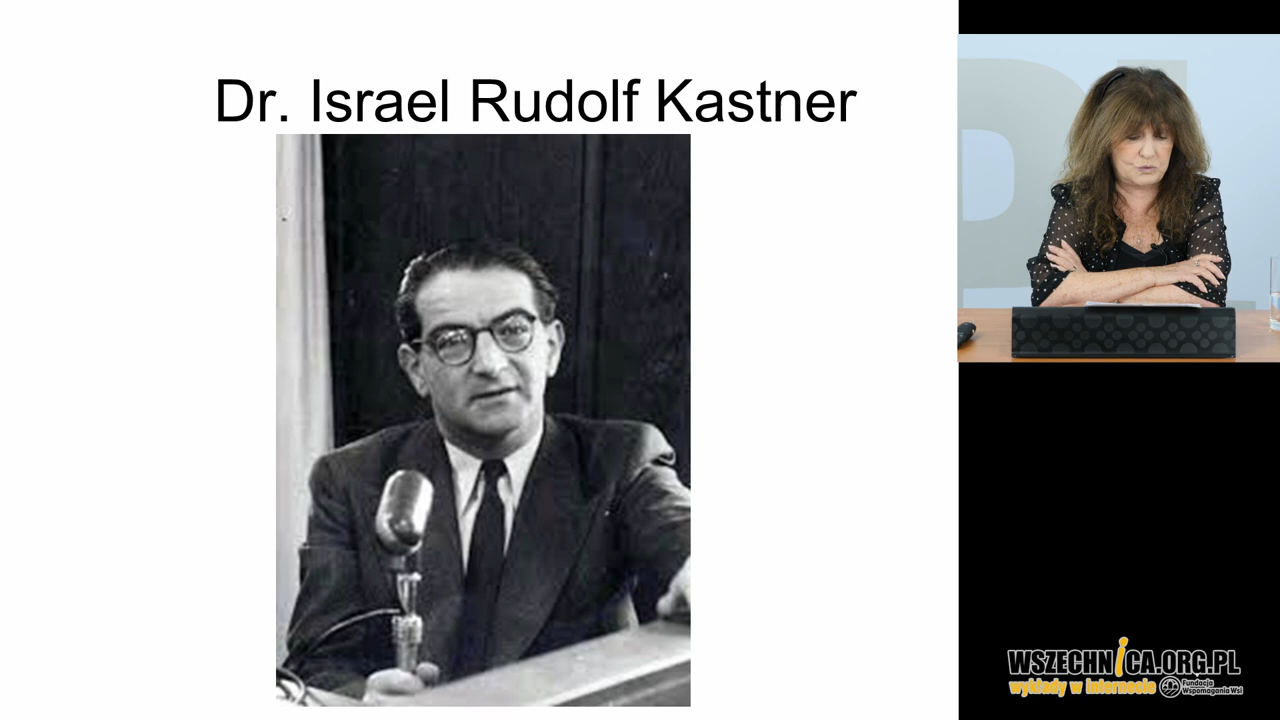 Dr. Israel Rudolf Kastner
WSZECHNICA.ORG.PL
wykłady w internecie
Fundacja
Wspomagania Wsi